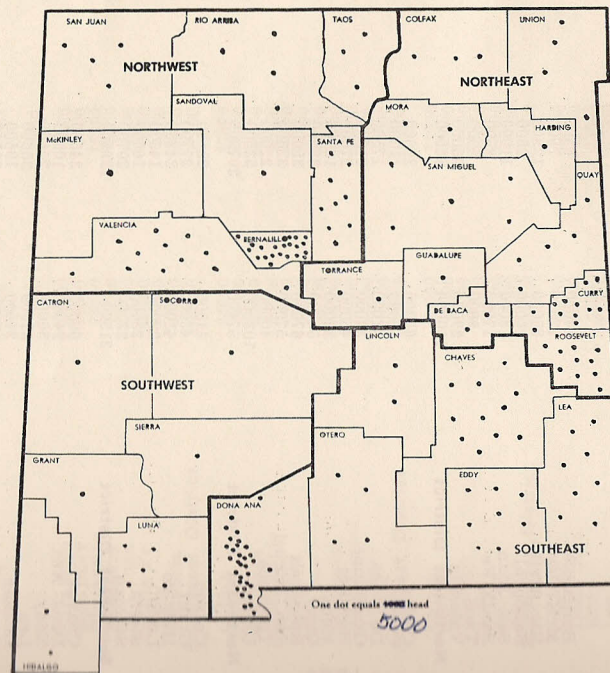 SAN JUAN
RIO ARRIBA
TAOS
COLFAX
UNION
NORTHWEST
NORTHEAST
SANDOVAL
MORA
HARDING
McKINLEY
SANTA FE
SAN MIGUEL
QUAY
VALENCIA
BERNALILLO
GUADALUPE
TORRANCE
CURRY
CATRON
SOCORRO
DE BACA
LINCOLN
ROOSEVELT
CHAVES
SOUTHWEST
LEA
SIERRA
OTERO
GRANT
EDDY
DONA ANA
LUNA
SOUTHEAST
One dot equals head
5000
HIDALGO